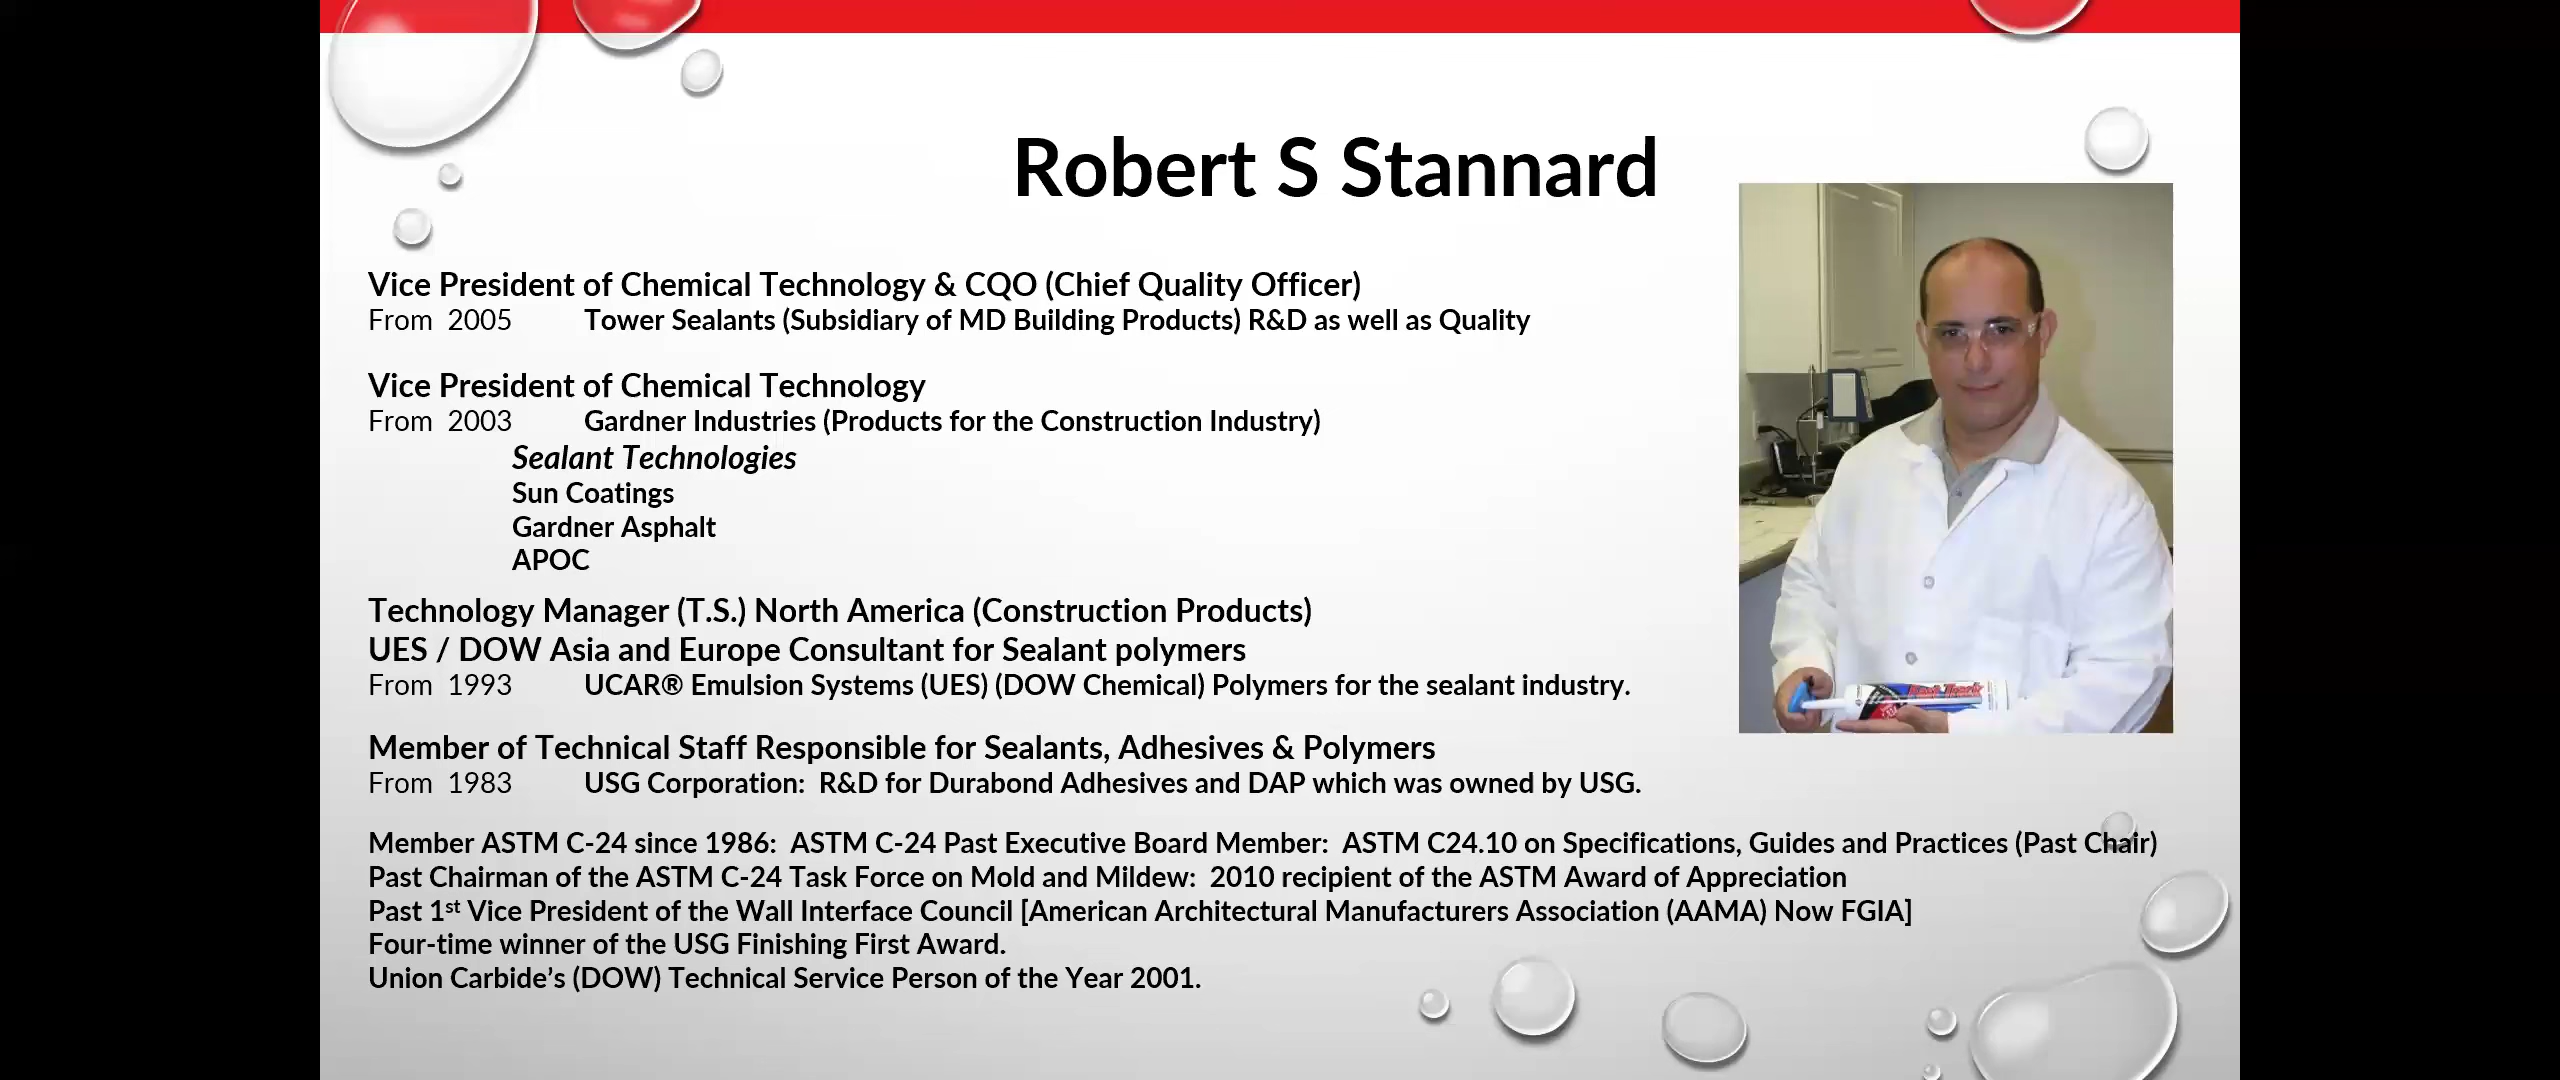 Robert S Stannard
Vice President of Chemical Technology & CQO (Chief Quality Officer)
From 2005 Tower Sealants (Subsidiary of MD Building Products) R&D as well as Quality
Vice President of Chemical Technology
From 2003 Gardner Industries (Products for the Construction Industry)
Sealant Technologies
Sun Coatings
Gardner Asphalt
APOC
Technology Manager (T.S.) North America (Construction Products)
UES / DOW Asia and Europe Consultant for Sealant polymers
From 1993 UCAR® Emulsion Systems (UES) (DOW Chemical) Polymers for the sealant industry.
Member of Technical Staff Responsible for Sealants, Adhesives & Polymers
From 1983 USG Corporation: R&D for Durabond Adhesives and DAP which was owned by USG.
Member ASTM C-24 since 1986: ASTM C-24 Past Executive Board Member: ASTM C24.10 on Specifications, Guides and Practices (Past Chair)
Past Chairman of the ASTM C-24 Task Force on Mold and Mildew: 2010 recipient of the ASTM Award of Appreciation
Past 1st Vice President of the Wall Interface Council [American Architectural Manufacturers Association (AAMA) Now FGIA]
Four-time winner of the USG Finishing First Award.
Union Carbide’s (DOW) Technical Service Person of the Year 2001.